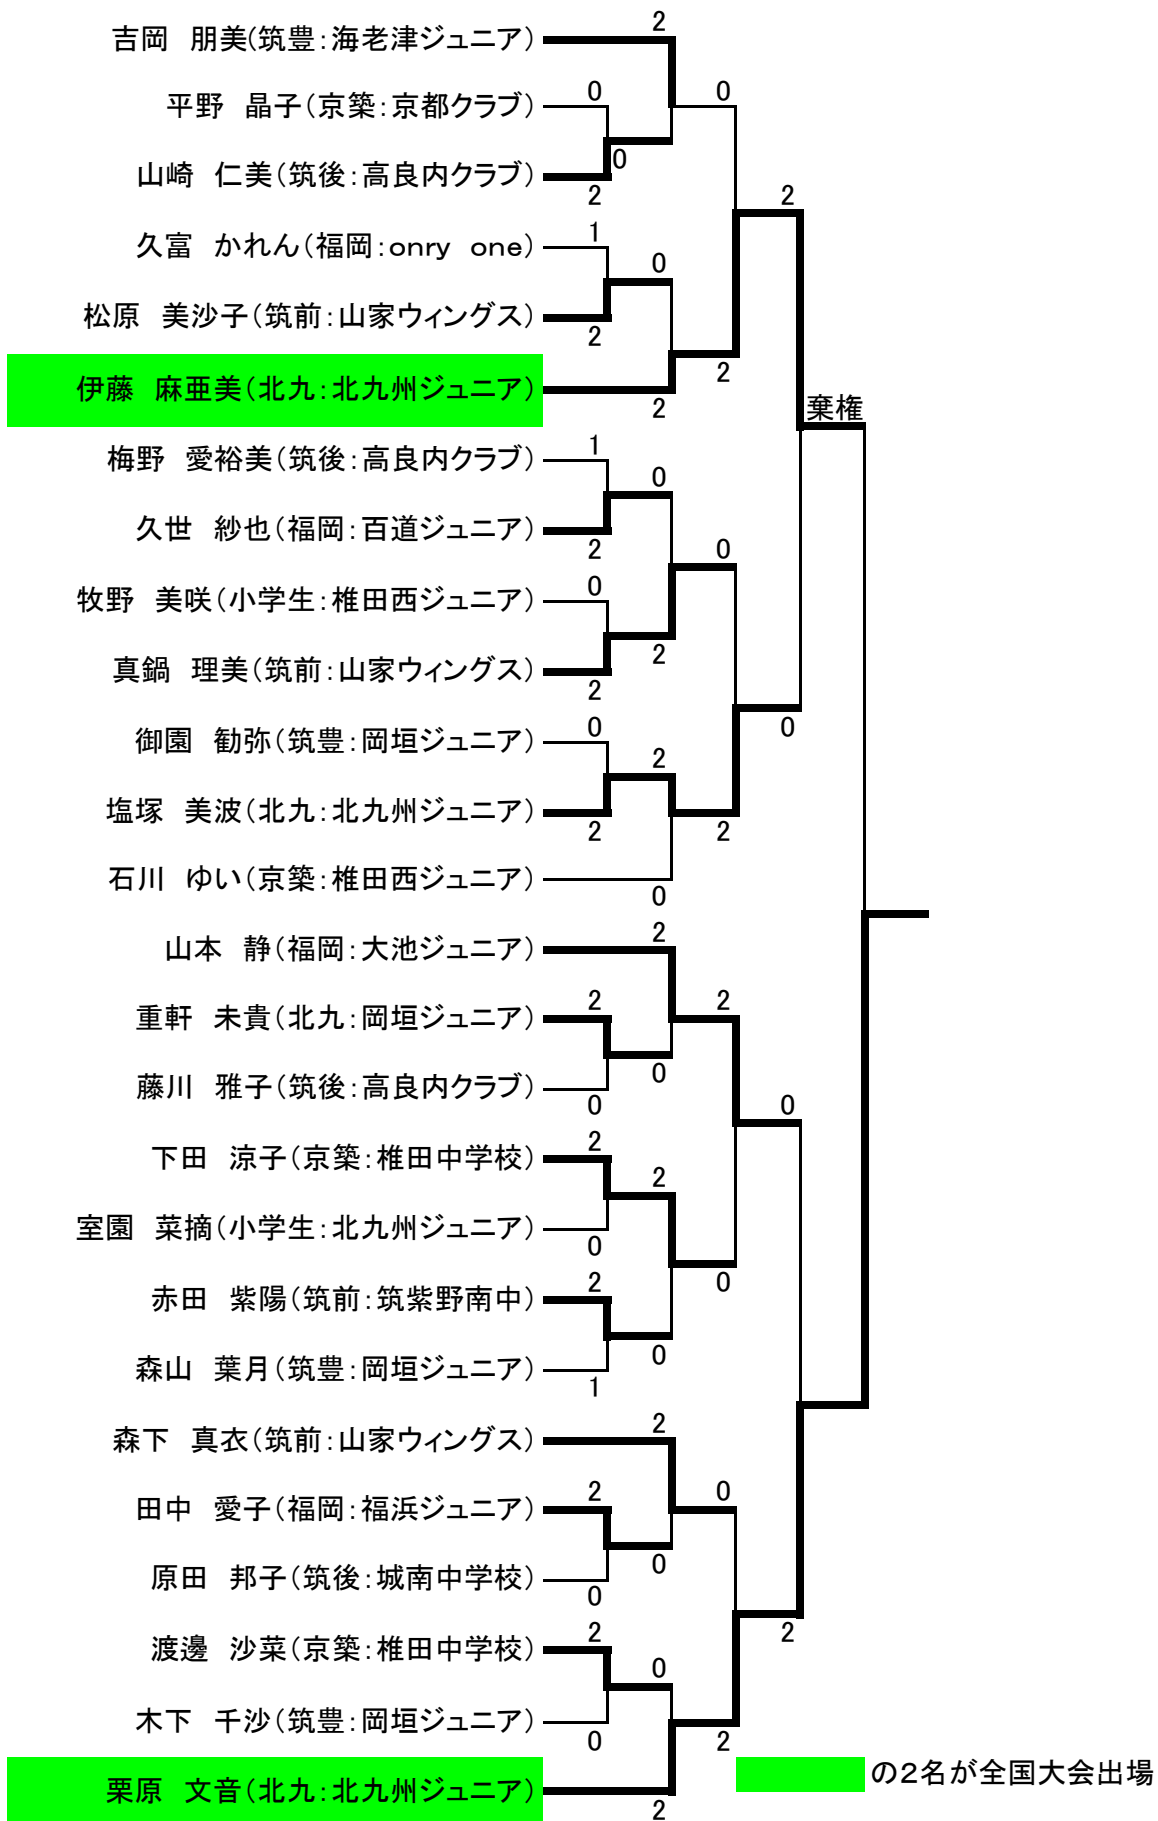 2
吉岡　朋美(筑豊：海老津ジュニア)
0
0
平野　晶子(京築：京都クラブ)
0
山崎　仁美(筑後：高良内クラブ)
2
2
1
久富　かれん(福岡：onry　one)
0
松原　美沙子(筑前：山家ウィングス)
2
2
伊藤　麻亜美(北九：北九州ジュニア)
2
棄権
1
梅野　愛裕美(筑後：高良内クラブ)
0
久世　紗也(福岡：百道ジュニア)
2
0
0
牧野　美咲(小学生：椎田西ジュニア)
2
真鍋　理美(筑前：山家ウィングス)
2
0
0
御園　勧弥(筑豊：岡垣ジュニア)
2
塩塚　美波(北九：北九州ジュニア)
2
2
石川　ゆい(京築：椎田西ジュニア)
0
2
山本　静(福岡：大池ジュニア)
2
2
重軒　未貴(北九：岡垣ジュニア)
0
藤川　雅子(筑後：高良内クラブ)
0
0
2
下田　涼子(京築：椎田中学校)
2
室園　菜摘(小学生：北九州ジュニア)
0
2
0
赤田　紫陽(筑前：筑紫野南中)
0
森山　葉月(筑豊：岡垣ジュニア)
1
2
森下　真衣(筑前：山家ウィングス)
2
0
田中　愛子(福岡：福浜ジュニア)
0
原田　邦子(筑後：城南中学校)
0
2
2
渡邊　沙菜(京築：椎田中学校)
0
木下　千沙(筑豊：岡垣ジュニア)
0
2
の2名が全国大会出場
栗原　文音(北九：北九州ジュニア)
2